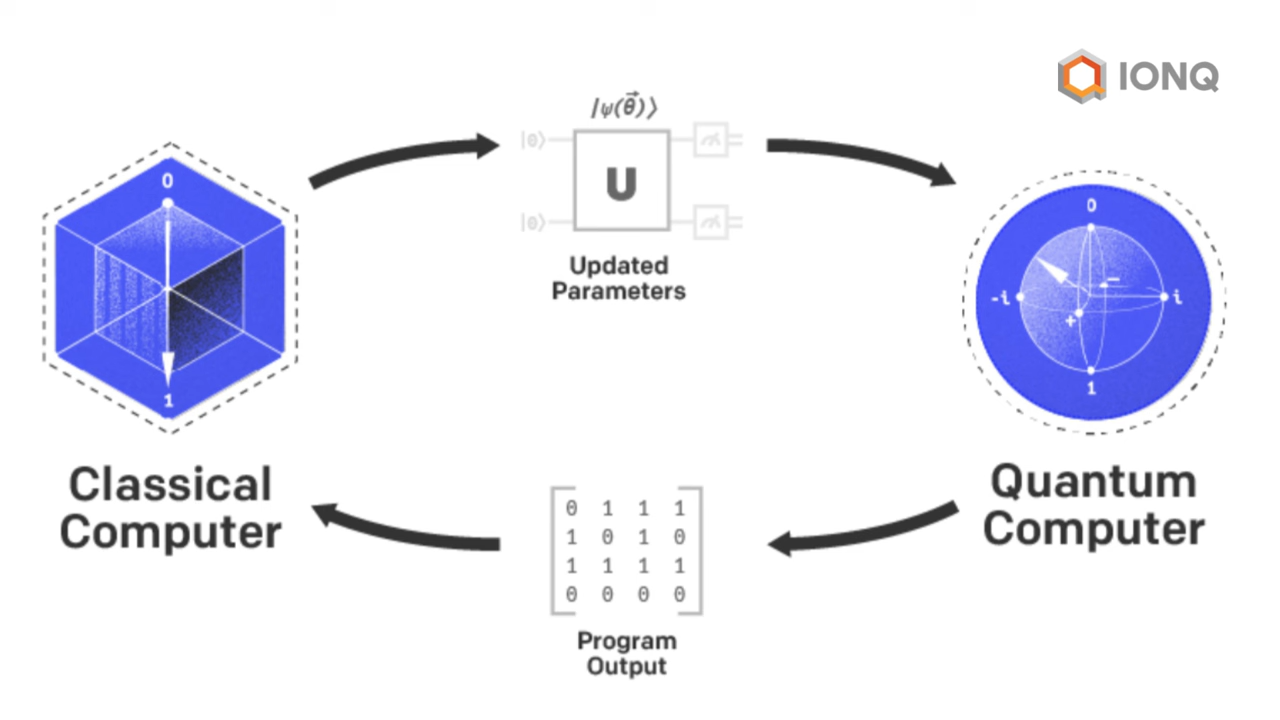 IONQ
|ψ(θ⃗)⟩
|0⟩
U
|0⟩
Updated
Parameters
0
1
Classical
Computer
0
-i
i
−
+
1
Quantum
Computer
0 1 1 1
1 0 1 0
1 1 1 1
0 0 0 0
Program
Output